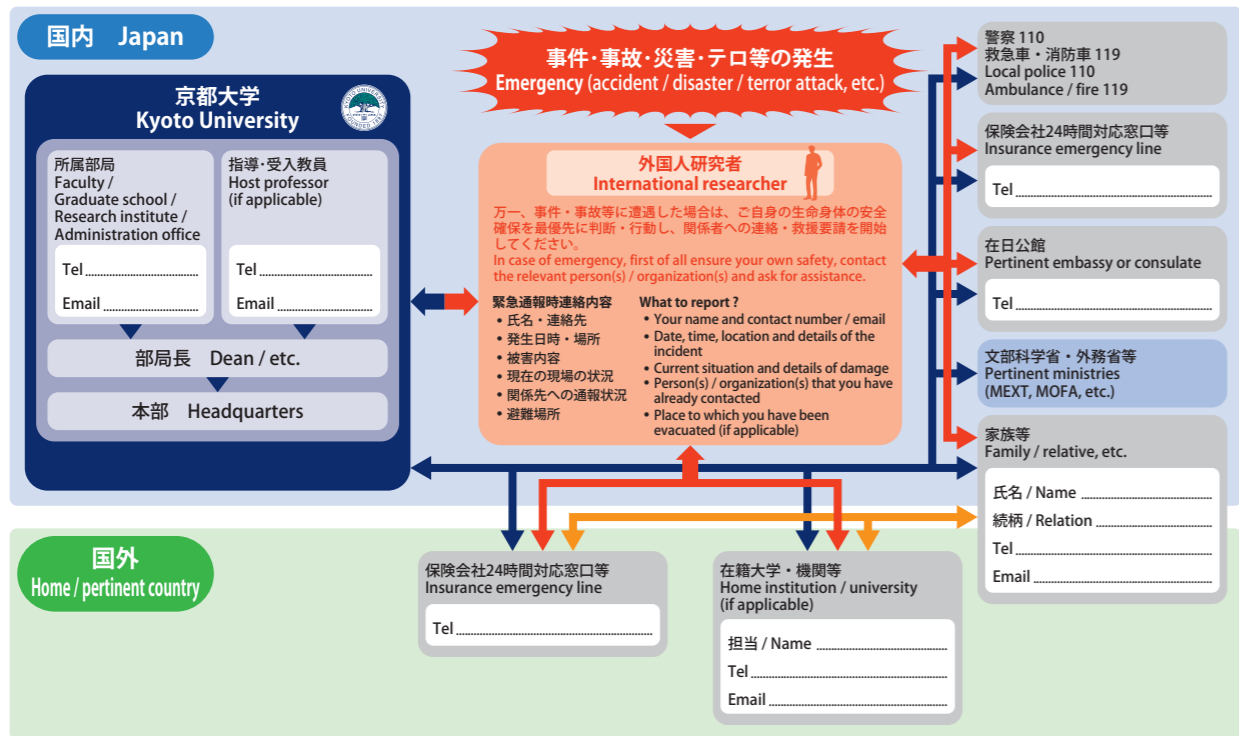 国内 Japan
事件・事故・災害・テロ等の発生
Emergency (accident / disaster / terror attack, etc.)
京都大学
Kyoto University
所属部局
Faculty /
Graduate school /
Research institute /
Administration office
Tel
Email
指導・受入教員
Host professor
(if applicable)
Tel
Email
部局長 Dean / etc.
本部 Headquarters
外国人研究者
International researcher
万一、事件・事故等に遭遇した場合は、ご自身の生命身体の安全
確保を最優先に判断・行動し、関係者への連絡・救援要請を開始
してください。
In case of emergency, first of all ensure your own safety, contact
the relevant person(s) / organization(s) and ask for assistance.
緊急通報時連絡内容
• 氏名・連絡先
• 発生日時・場所
• 被害内容
• 現在の現場の状況
• 関係先への通報状況
• 避難場所
What to report ?
• Your name and contact number / email
• Date, time, location and details of the
incident
• Current situation and details of damage
• Person(s) / organization(s) that you have
already contacted
• Place to which you have been
evacuated (if applicable)
警察 110
救急車・消防車 119
Local police 110
Ambulance / fire 119
保険会社24時間対応窓口等
Insurance emergency line
Tel
在日公館
Pertinent embassy or consulate
Tel
文部科学省・外務省等
Pertinent ministries
(MEXT, MOFA, etc.)
家族等
Family / relative, etc.
氏名 / Name
続柄 / Relation
Tel
Email
国外
Home / pertinent country
保険会社24時間対応窓口等
Insurance emergency line
Tel
在籍大学・機関等
Home institution / university
(if applicable)
担当 / Name
Tel
Email